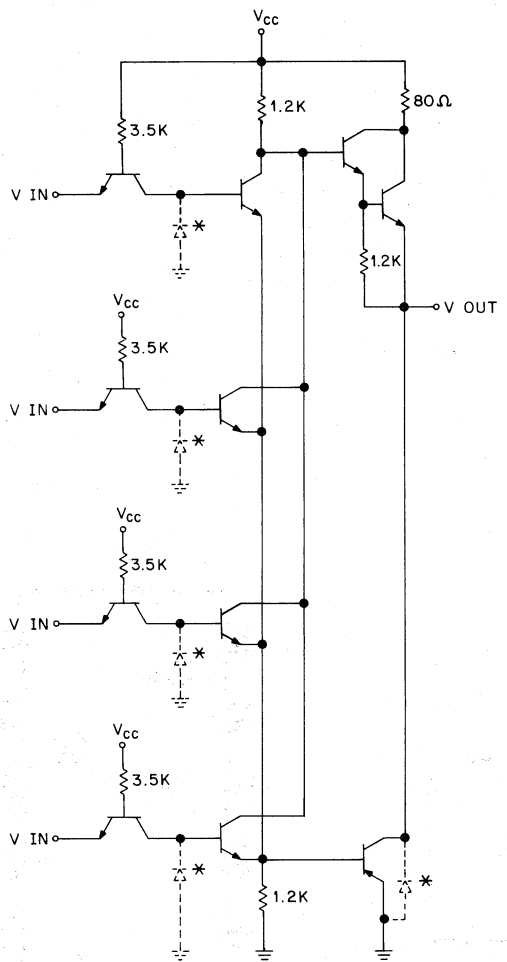 VCC
1.2K
80Ω
3.5K
V IN
*
1.2K
V OUT
VCC
3.5K
V IN
*
VCC
3.5K
V IN
*
VCC
3.5K
V IN
*
*
1.2K